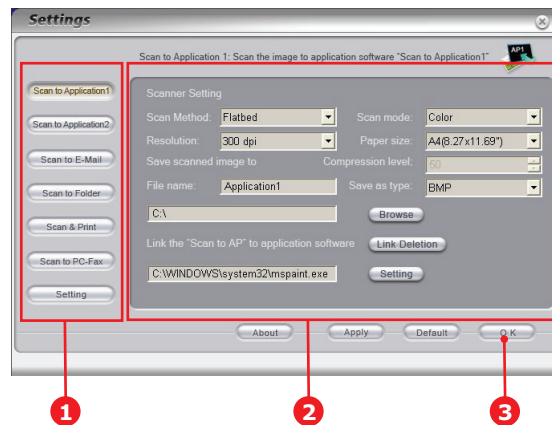 Settings
Scan to Application 1: Scan the image to application software "Scan to Application1"
AP1
Scan to Application1
Scan to Application2
Scan to E-Mail
Scan to Folder
Scan & Print
Scan to PC-Fax
Setting
Scanner Setting
Scan Method: Flatbed Scan mode: Color
Resolution: 300 dpi Paper size: A4(8.27x11.69")
Save scanned image to Compression level: 60
File name: Application1 Save as type: BMP
C:\ Browse
Link the "Scan to AP" to application software Link Deletion
C:\WINDOWS\system32\mspaint.exe Setting
About Apply Default O K
1 2 3